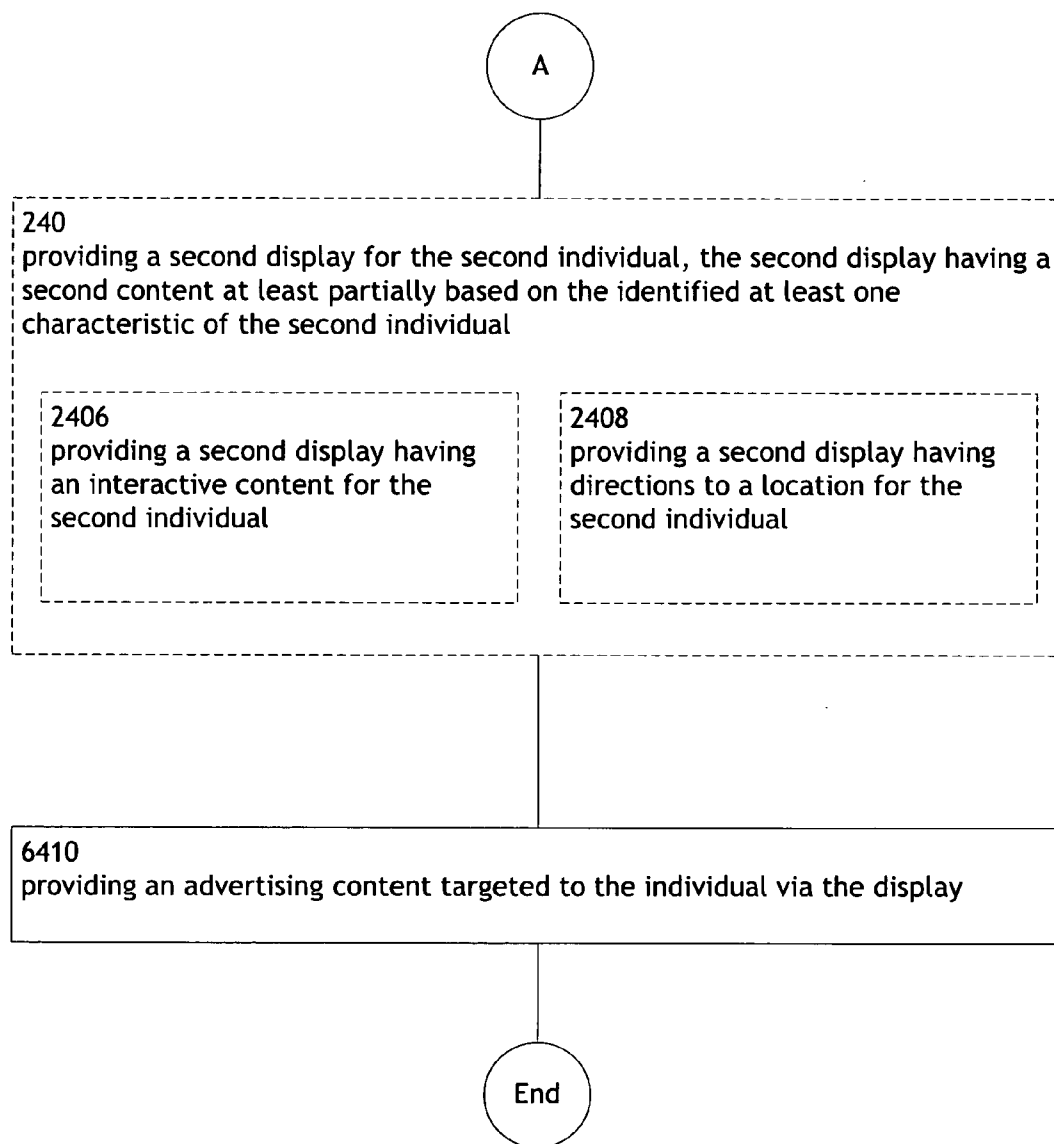 A
240
providing a second display for the second individual, the second display having a
second content at least partially based on the identified at least one
characteristic of the second individual
2406
providing a second display having
an interactive content for the
second individual
2408
providing a second display having
directions to a location for the
second individual
6410
providing an advertising content targeted to the individual via the display
End